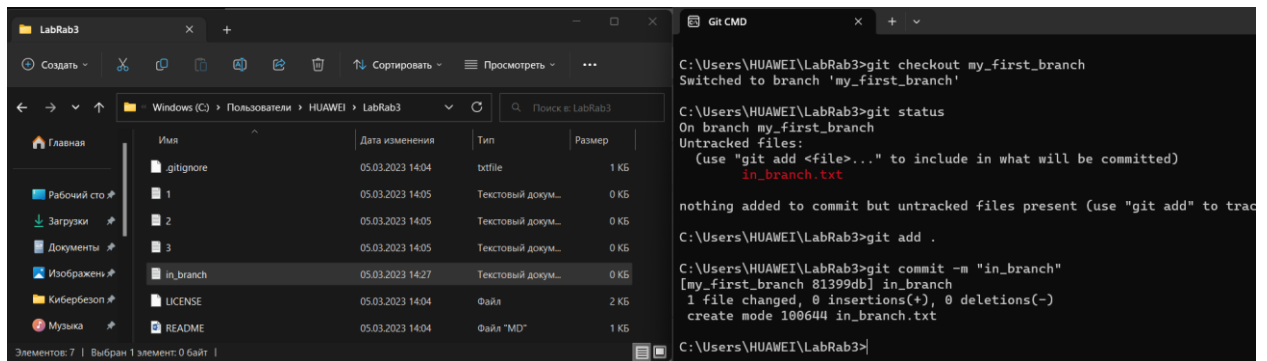 LabRab3
Создать
Сортировать
Просмотреть
Windows (C:) > Пользователи > HUAWEI > LabRab3
Поиск в: LabRab3
Главная
Рабочий сто
Загрузки
Документы
Изображени
Кибербезоп
Музыка
Имя Дата изменения Тип Размер
.gitignore 05.03.2023 14:04 txtfile 1 КБ
1 05.03.2023 14:05 Текстовый докум... 0 КБ
2 05.03.2023 14:05 Текстовый докум... 0 КБ
3 05.03.2023 14:05 Текстовый докум... 0 КБ
in_branch 05.03.2023 14:27 Текстовый докум... 0 КБ
LICENSE 05.03.2023 14:04 Файл 2 КБ
README 05.03.2023 14:04 Файл "MD" 1 КБ
Элементов: 7 | Выбран 1 элемент: 0 байт |
Git CMD
C:\Users\HUAWEI\LabRab3>git checkout my_first_branch
Switched to branch 'my_first_branch'
C:\Users\HUAWEI\LabRab3>git status
On branch my_first_branch
Untracked files:
(use "git add <file>..." to include in what will be committed)
in_branch.txt
nothing added to commit but untracked files present (use "git add" to trac
C:\Users\HUAWEI\LabRab3>git add .
C:\Users\HUAWEI\LabRab3>git commit -m "in_branch"
[my_first_branch 81399db] in_branch
1 file changed, 0 insertions(+), 0 deletions(-)
create mode 100644 in_branch.txt
C:\Users\HUAWEI\LabRab3>